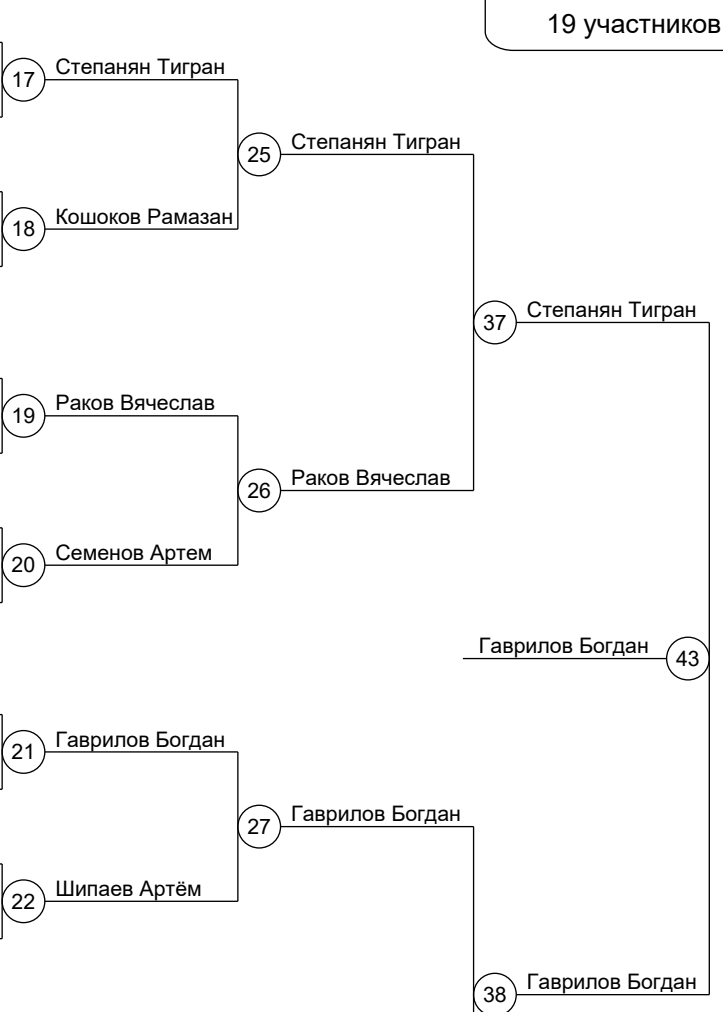 19 участников
17 Степанян Тигран
25 Степанян Тигран
18 Кошоков Рамазан
37 Степанян Тигран
19 Раков Вячеслав
26 Раков Вячеслав
20 Семенов Артем
Гаврилов Богдан 43
21 Гаврилов Богдан
27 Гаврилов Богдан
22 Шипаев Артём
38 Гаврилов Богдан